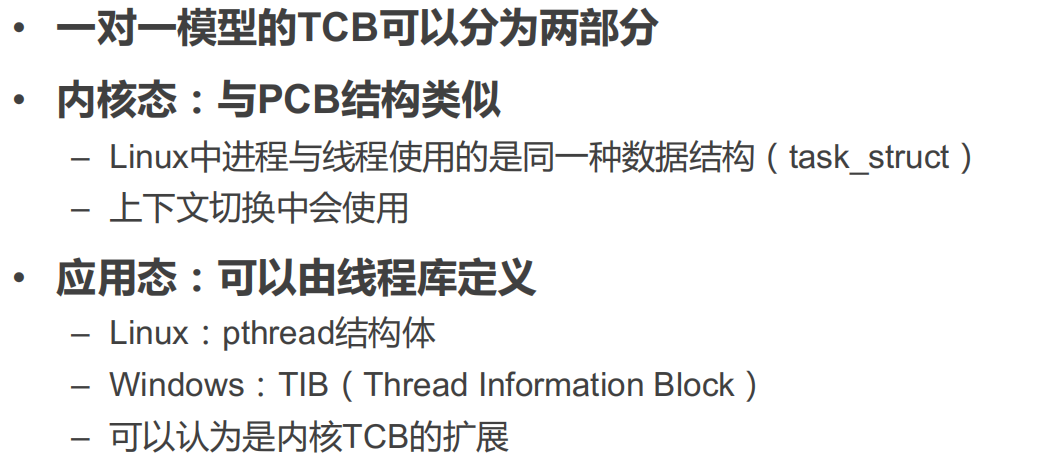 • 一对一模型的TCB可以分为两部分
• 内核态：与PCB结构类似
– Linux中进程与线程使用的是同一种数据结构（task_struct）
– 上下文切换中会使用
• 应用态：可以由线程库定义
– Linux：pthread结构体
– Windows：TIB（Thread Information Block）
– 可以认为是内核TCB的扩展